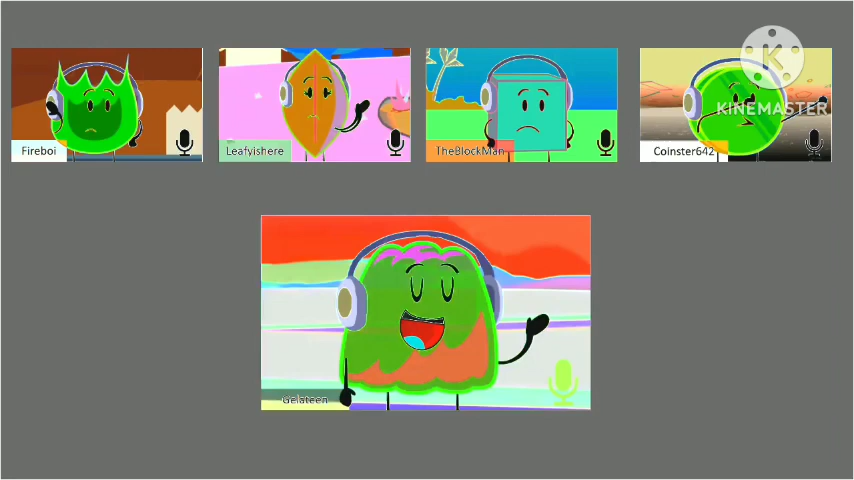 KINEMASTER
Fireboi
Leafyishere
TheBlockMan
Coinster642
Gelateen